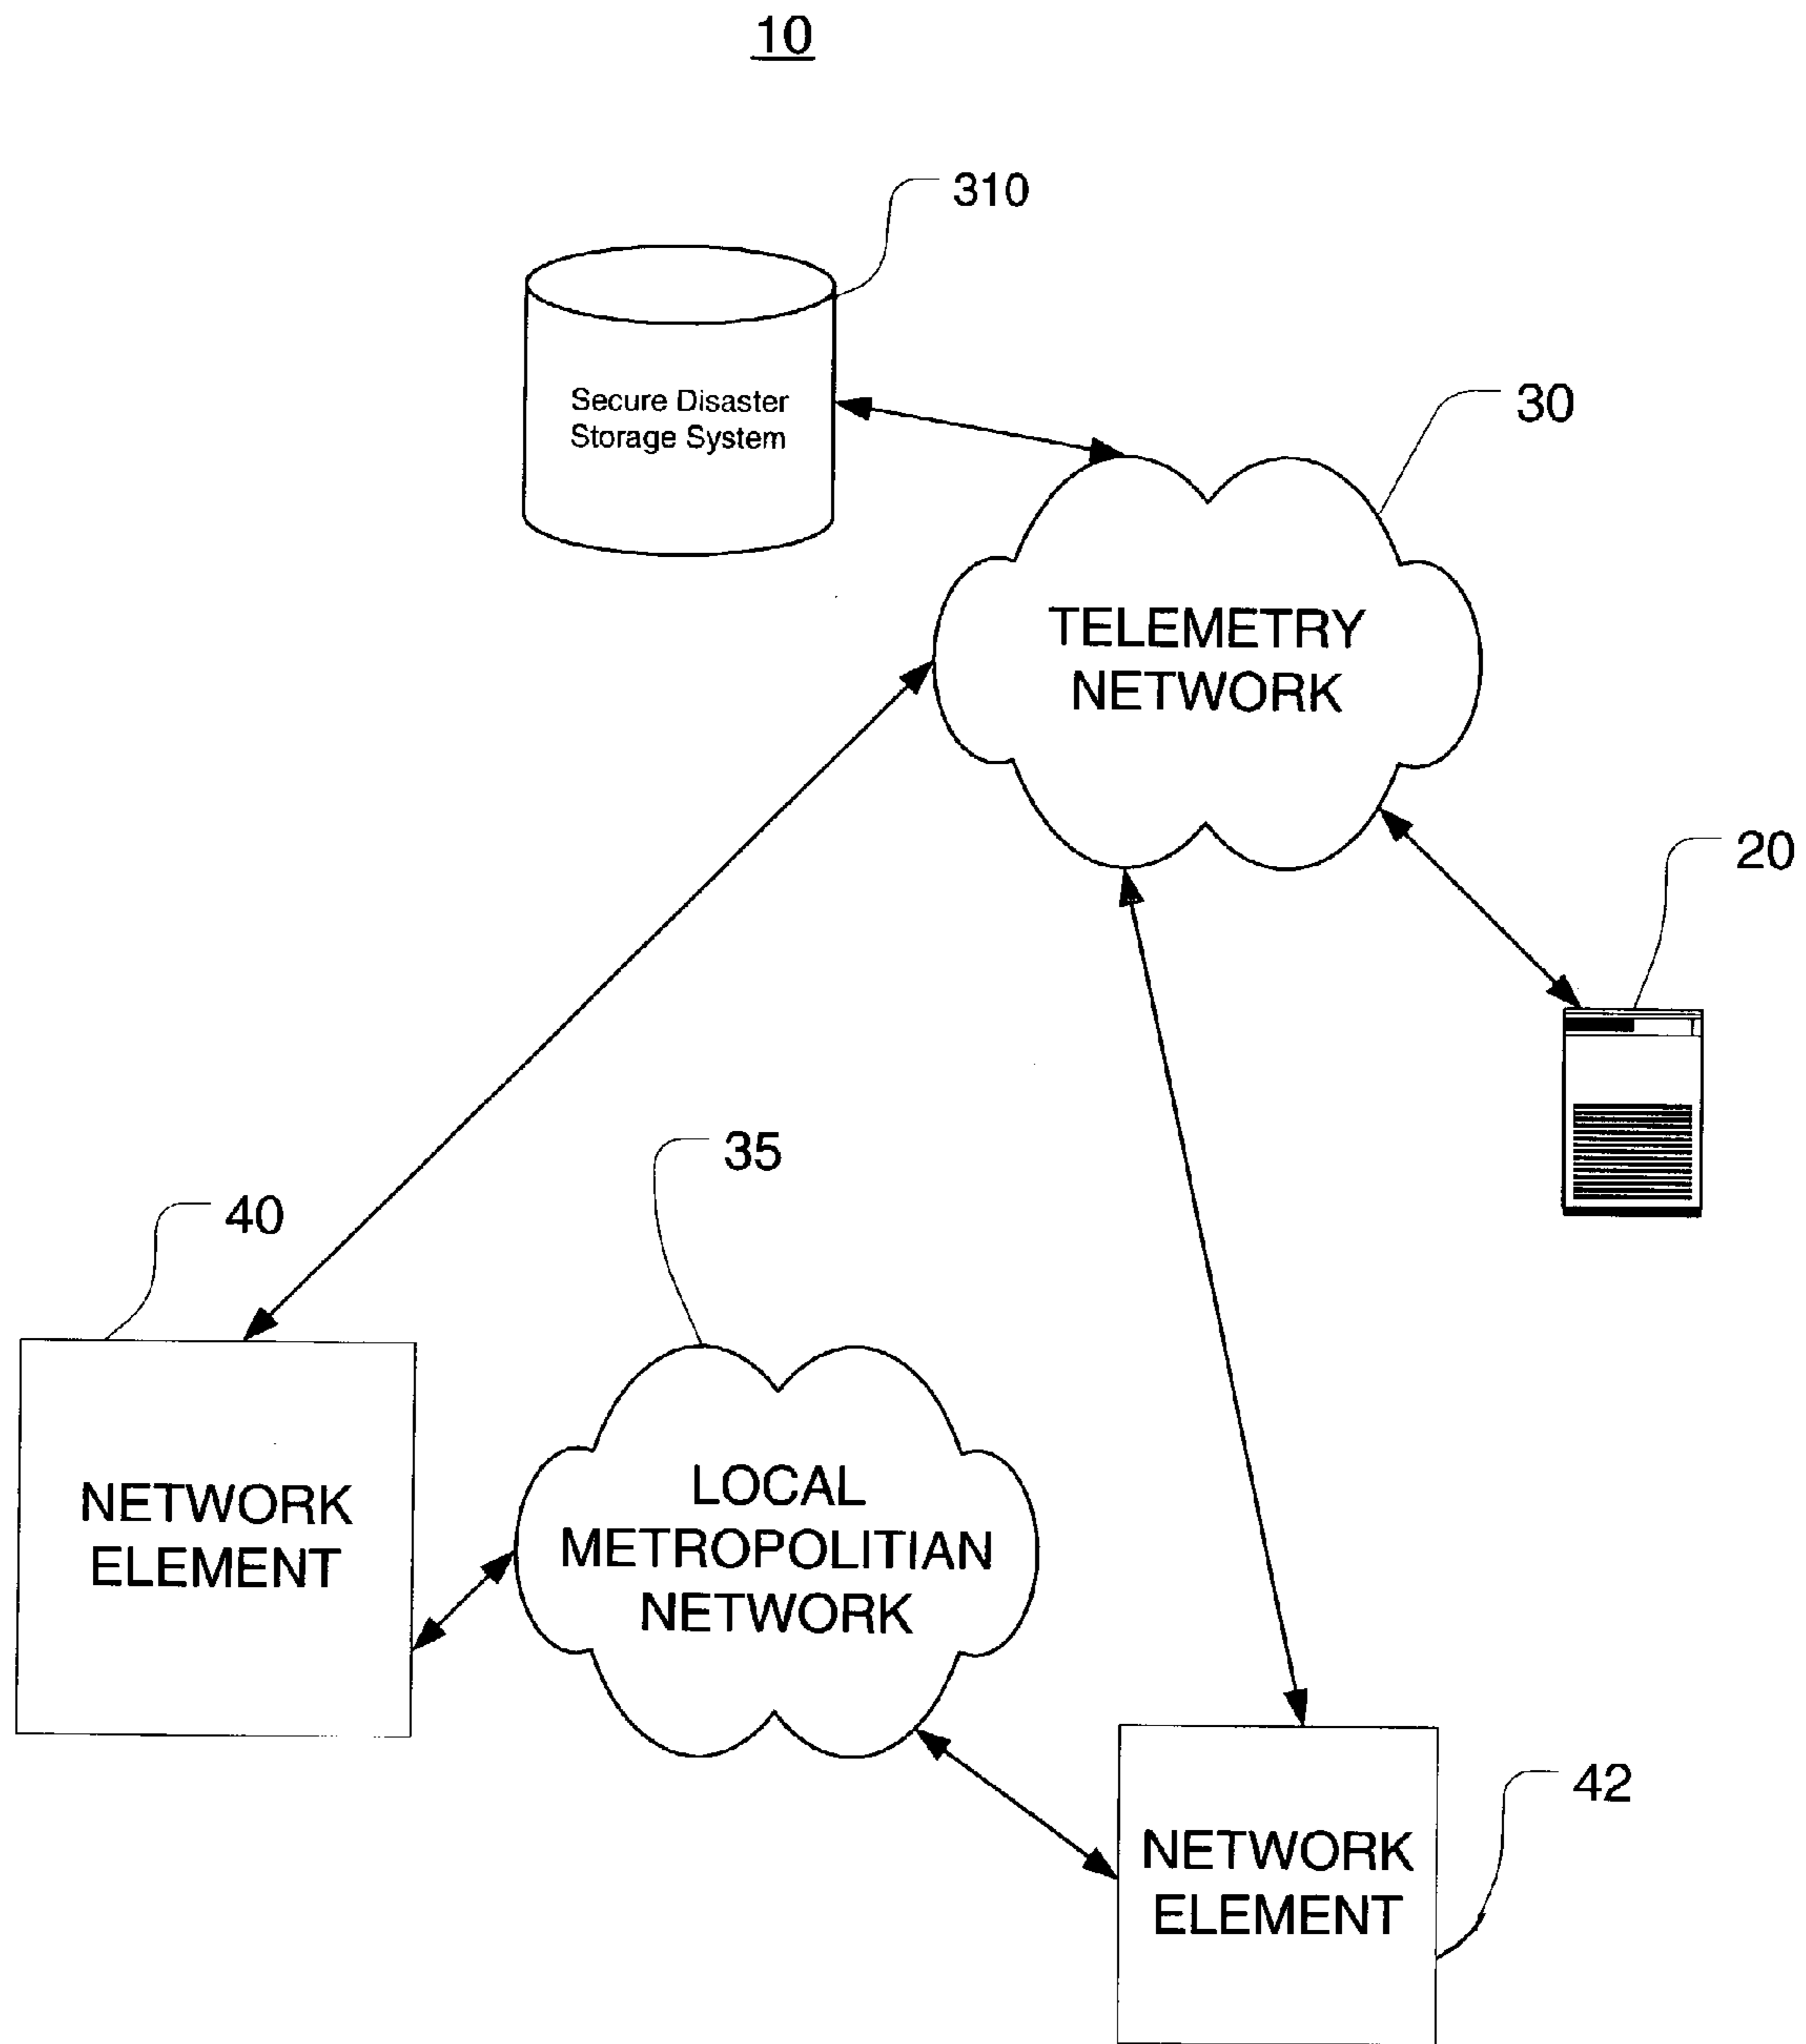 10
310
Secure Disaster
Storage System
30
TELEMETRY
NETWORK
20
35
40
LOCAL
METROPOLITIAN
NETWORK
NETWORK
ELEMENT
42
NETWORK
ELEMENT